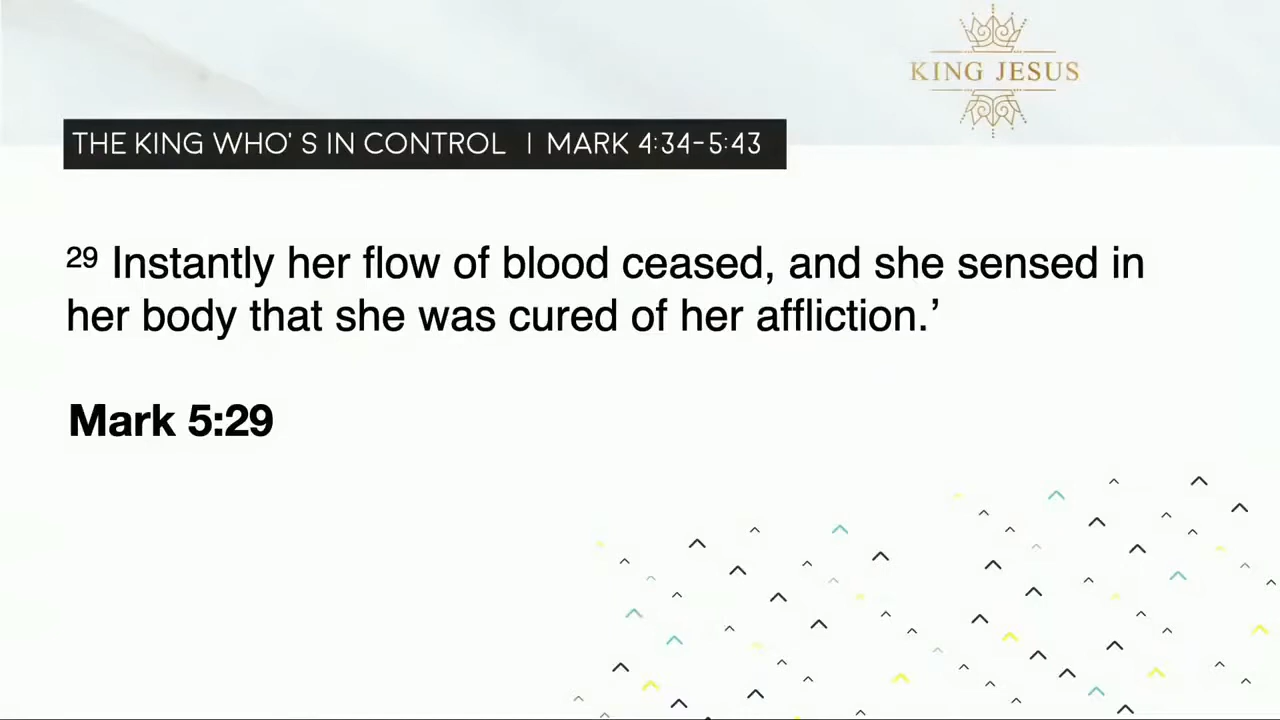 KING JESUS
THE KING WHO' S IN CONTROL | MARK 4:34-5:43
29 Instantly her flow of blood ceased, and she sensed in
her body that she was cured of her affliction.’
Mark 5:29